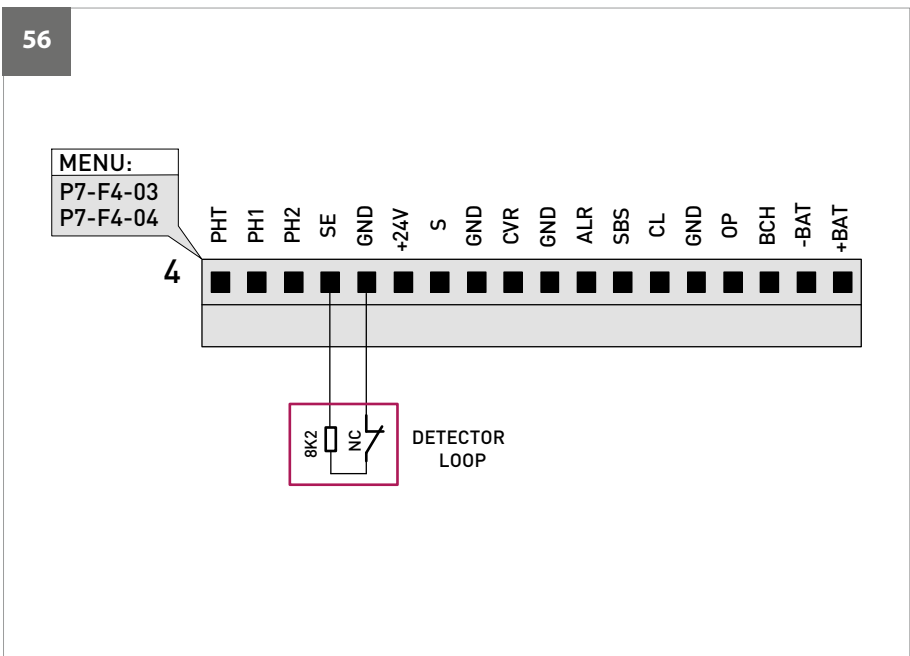 56
MENU:
P7-F4-03
P7-F4-04
PHT
PH1
PH2
SE
GND
+24V
S
GND
CVR
GND
ALR
SBS
CL
GND
OP
BCH
-BAT
+BAT
4
8K2
NC
DETECTOR
LOOP